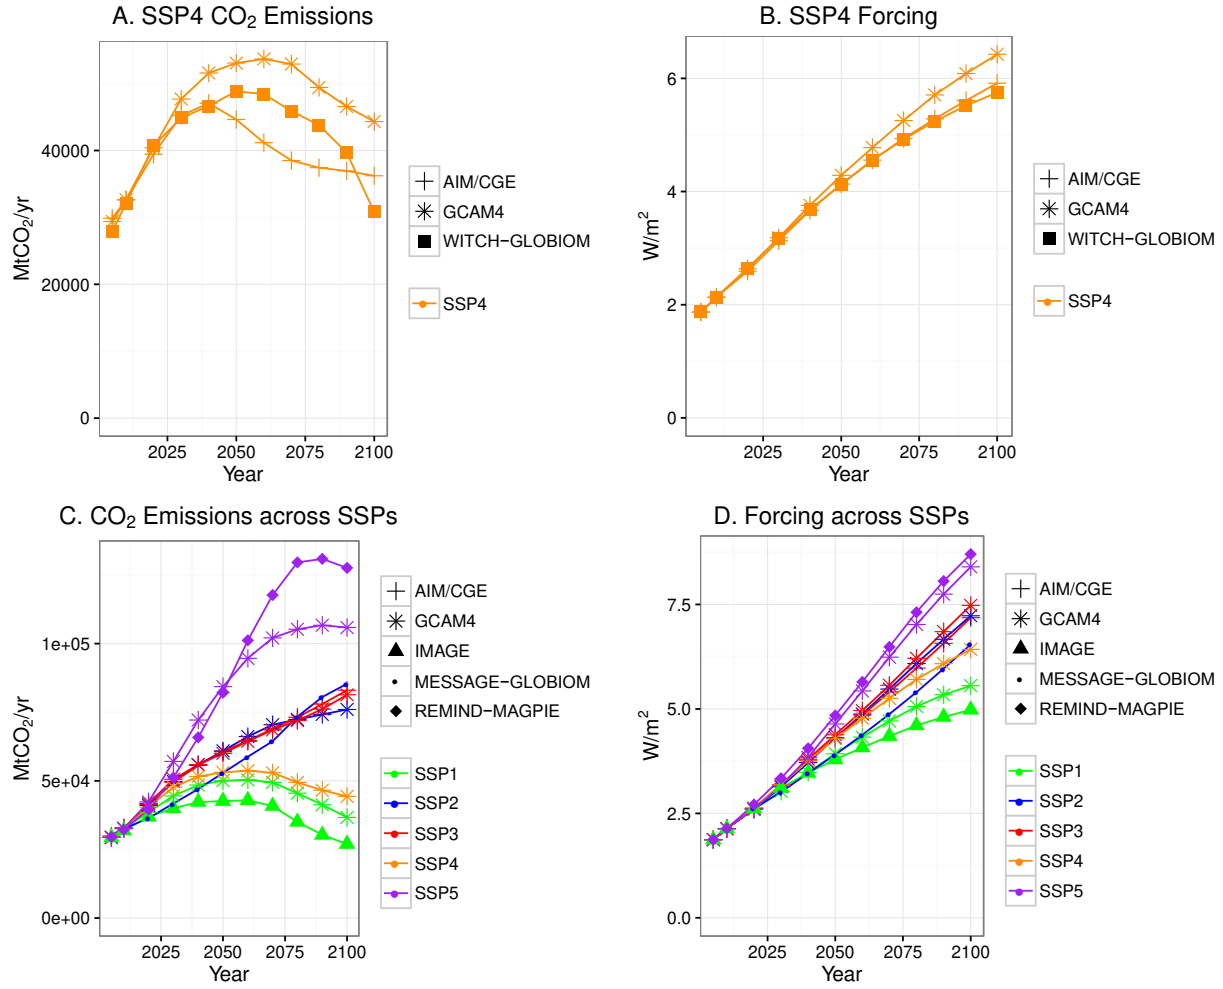 A. SSP4 CO₂ Emissions
MtCO₂/yr
40000
20000
0
2025 2050 2075 2100
Year
AIM/CGE
GCAM4
WITCH−GLOBIOM
SSP4
B. SSP4 Forcing
W/m²
6
4
2
0
2025 2050 2075 2100
Year
AIM/CGE
GCAM4
WITCH−GLOBIOM
SSP4
C. CO₂ Emissions across SSPs
MtCO₂/yr
1e+05
5e+04
0e+00
2025 2050 2075 2100
Year
AIM/CGE
GCAM4
IMAGE
MESSAGE−GLOBIOM
REMIND−MAGPIE
SSP1
SSP2
SSP3
SSP4
SSP5
D. Forcing across SSPs
W/m²
7.5
5.0
2.5
0.0
2025 2050 2075 2100
Year
AIM/CGE
GCAM4
IMAGE
MESSAGE−GLOBIOM
REMIND−MAGPIE
SSP1
SSP2
SSP3
SSP4
SSP5